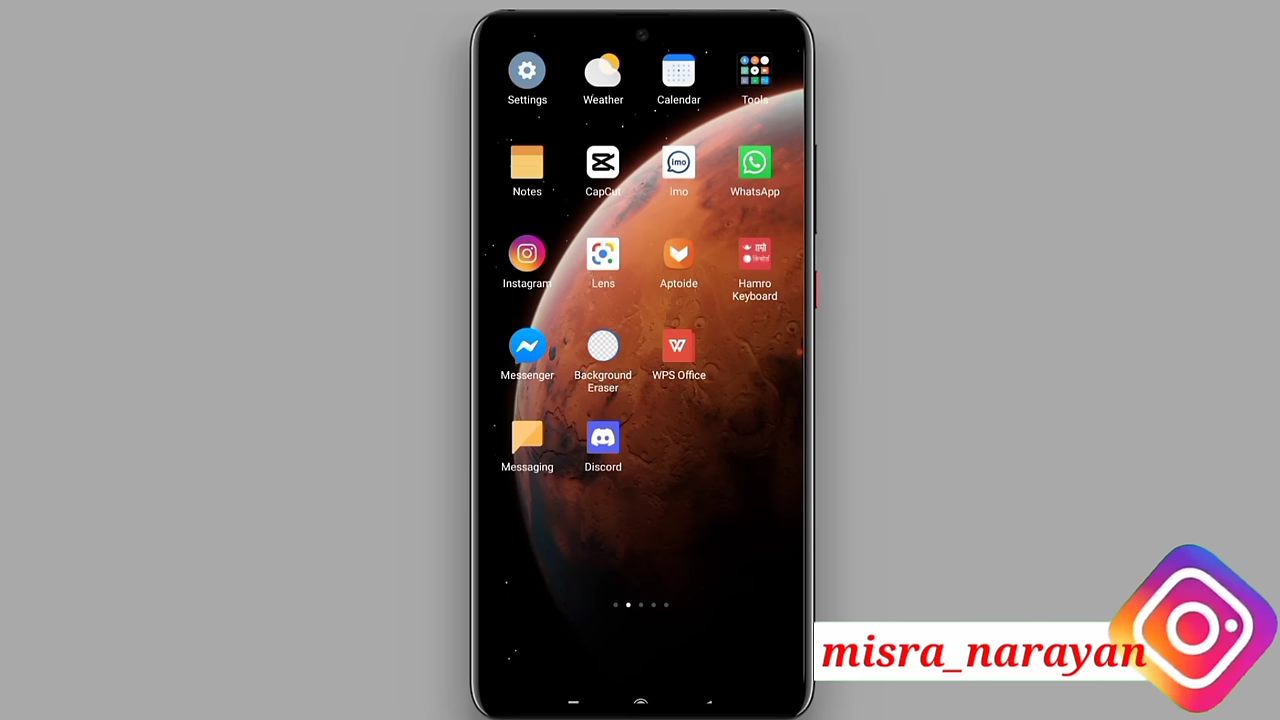 Settings
Weather
Calendar
Tools
Notes
CapCut
imo
imo
WhatsApp
Instagram
Lens
Aptoide
हाम्रो
किबोर्ड
Hamro
Keyboard
Messenger
Background
Eraser
WPS Office
Messaging
Discord
misra_narayan